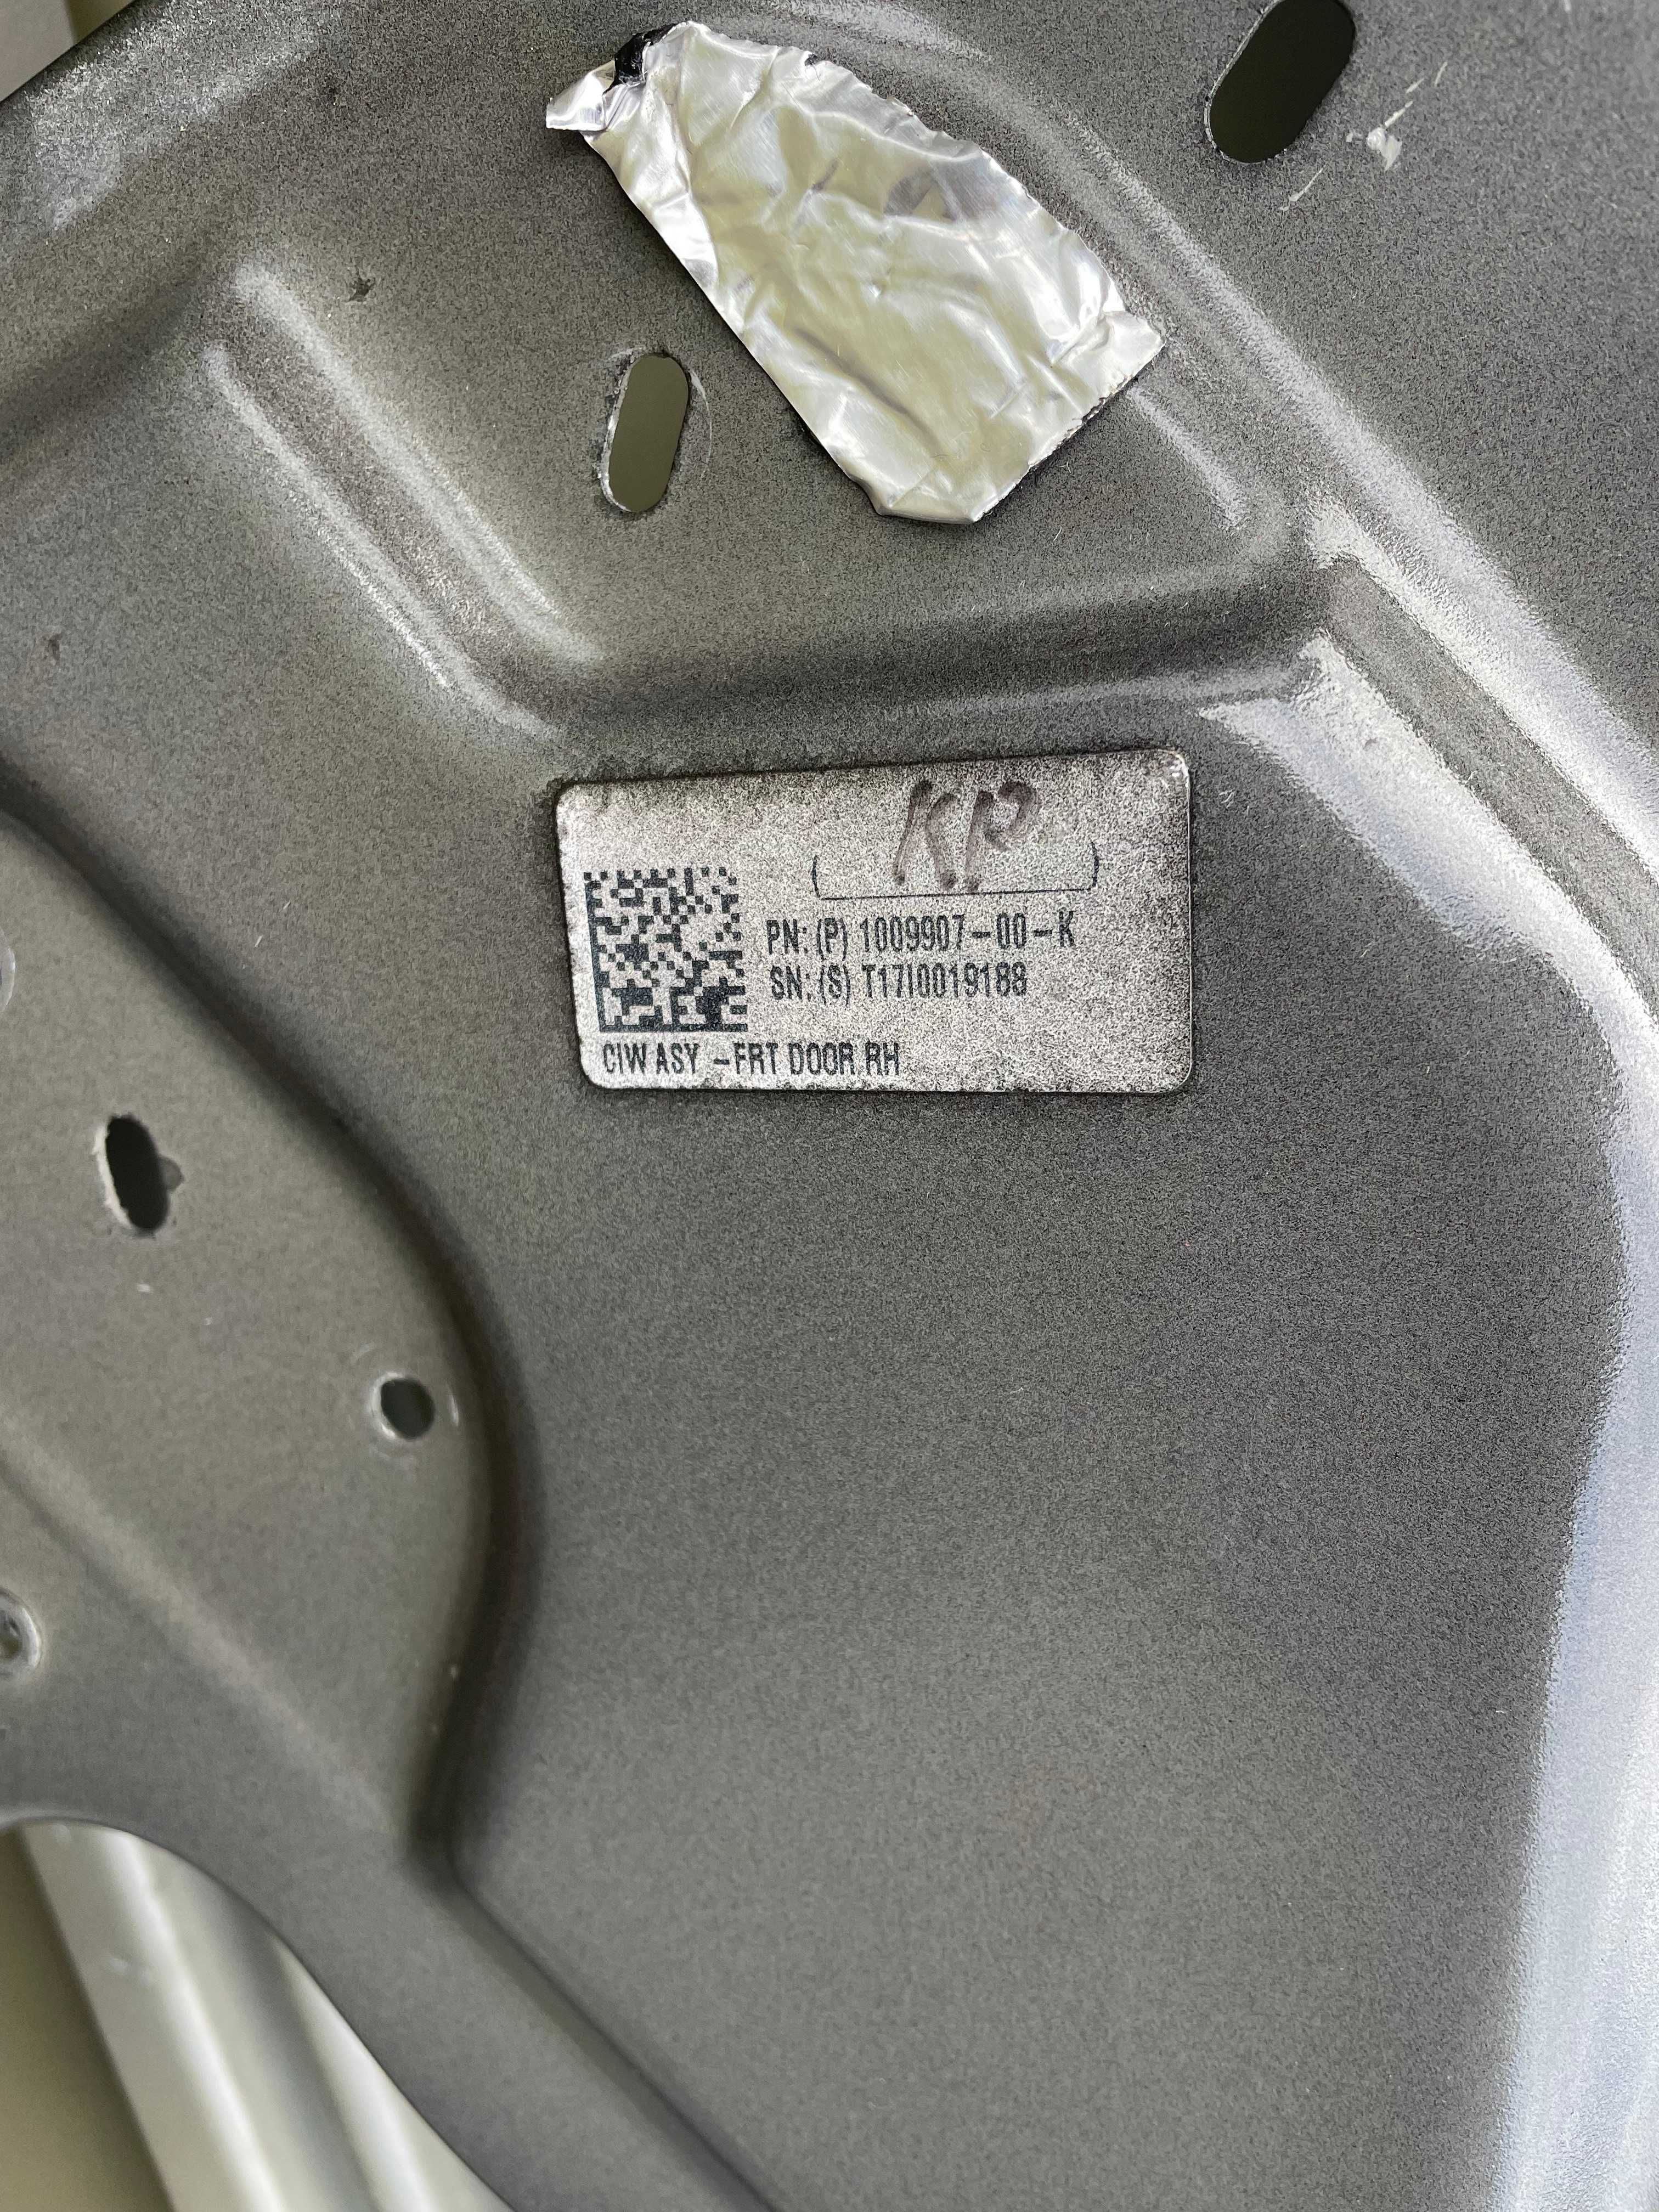 KP
PN: (P) 1009907-00-K
SN: (S) T17I0019188
CIW ASY -FRT DOOR RH